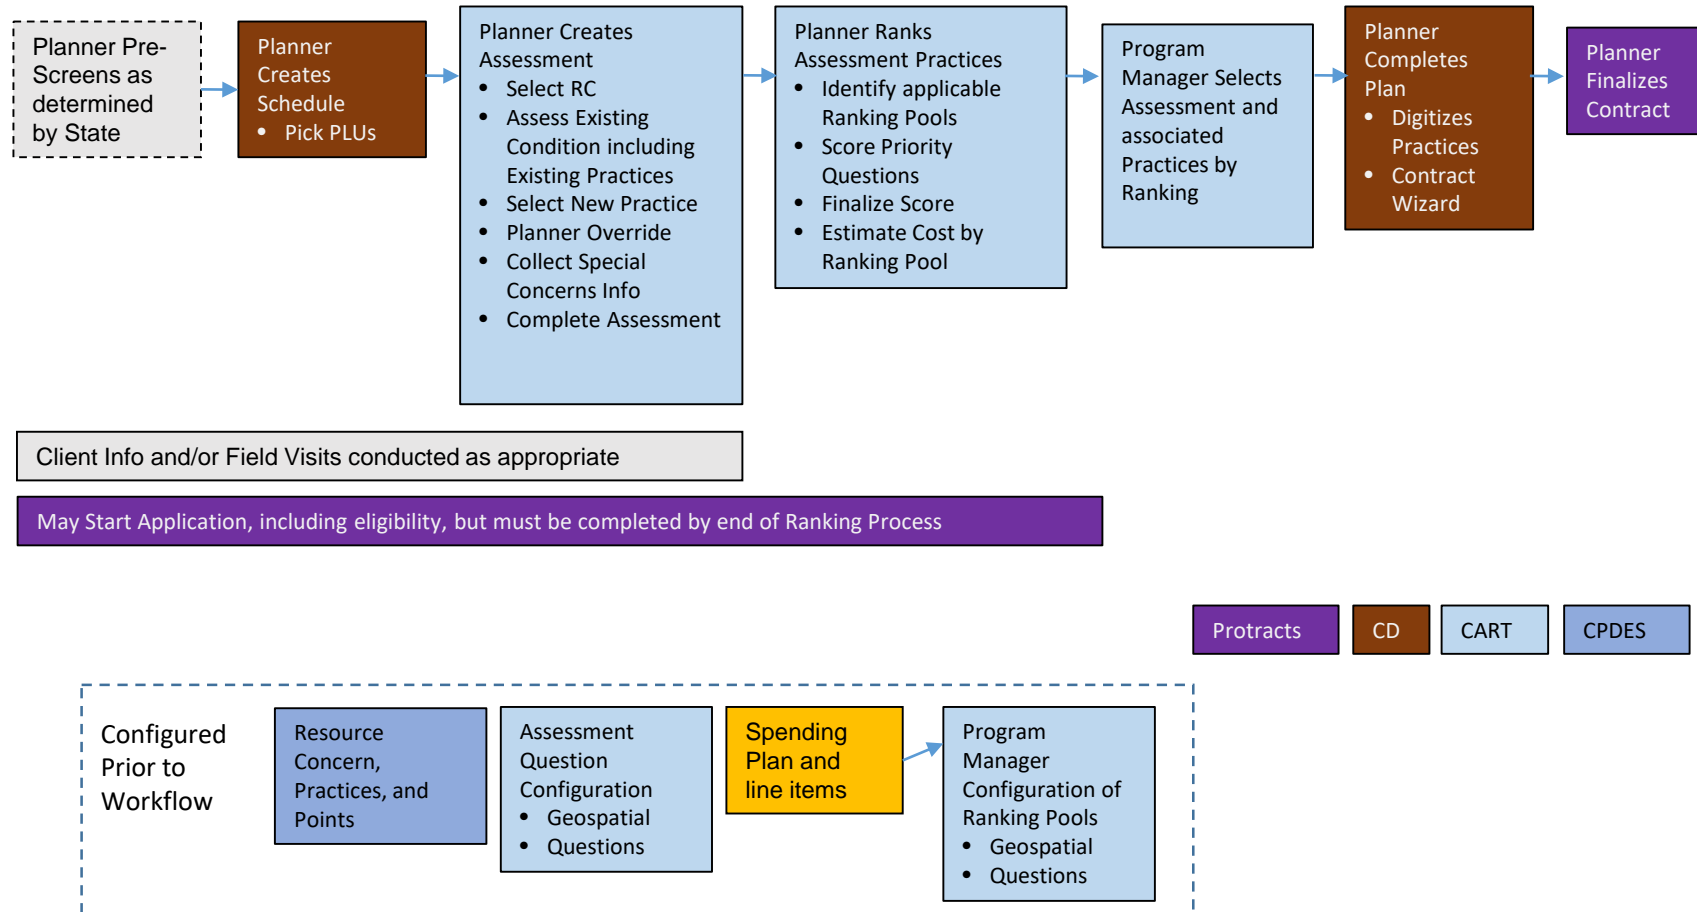 Planner Pre-
Screens as
determined
by State
Planner
Creates
Schedule
• Pick PLUs
Planner Creates
Assessment
• Select RC
• Assess Existing
Condition including
Existing Practices
• Select New Practice
• Planner Override
• Collect Special
Concerns Info
• Complete Assessment
Planner Ranks
Assessment Practices
• Identify applicable
Ranking Pools
• Score Priority
Questions
• Finalize Score
• Estimate Cost by
Ranking Pool
Program
Manager Selects
Assessment and
associated
Practices by
Ranking
Planner
Completes
Plan
• Digitizes
Practices
• Contract
Wizard
Planner
Finalizes
Contract
Client Info and/or Field Visits conducted as appropriate
May Start Application, including eligibility, but must be completed by end of Ranking Process
Protracts
CD
CART
CPDES
Configured
Prior to
Workflow
Resource
Concern,
Practices, and
Points
Assessment
Question
Configuration
• Geospatial
• Questions
Spending
Plan and
line items
Program
Manager
Configuration of
Ranking Pools
• Geospatial
• Questions